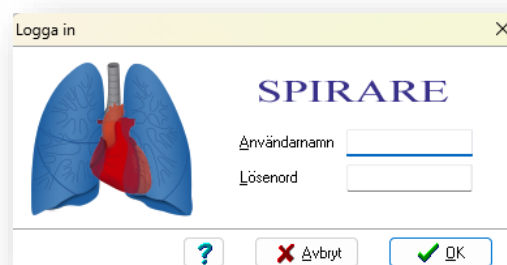 Logga in
SPIRARE
Användarnamn
Lösenord
? Avbryt OK